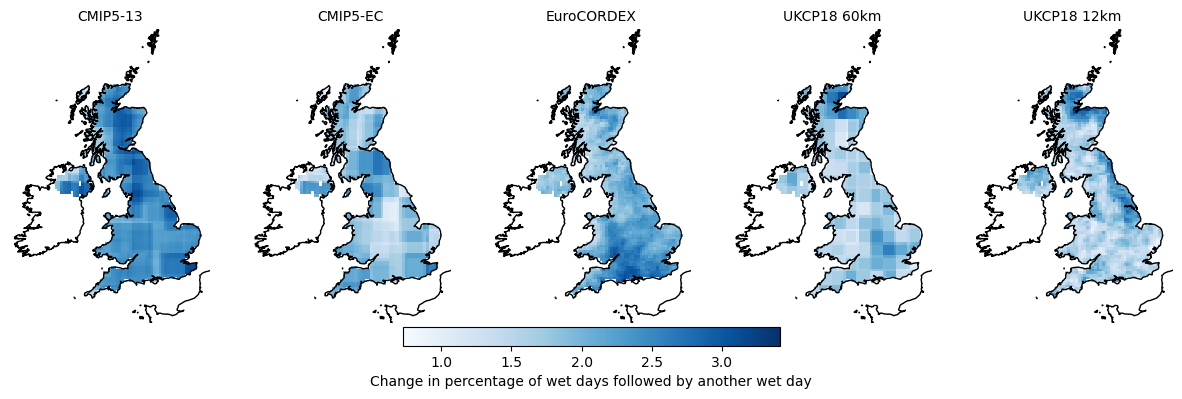 CMIP5-13
CMIP5-EC
EuroCORDEX
UKCP18 60km
UKCP18 12km
1.0
1.5
2.0
2.5
3.0
Change in percentage of wet days followed by another wet day